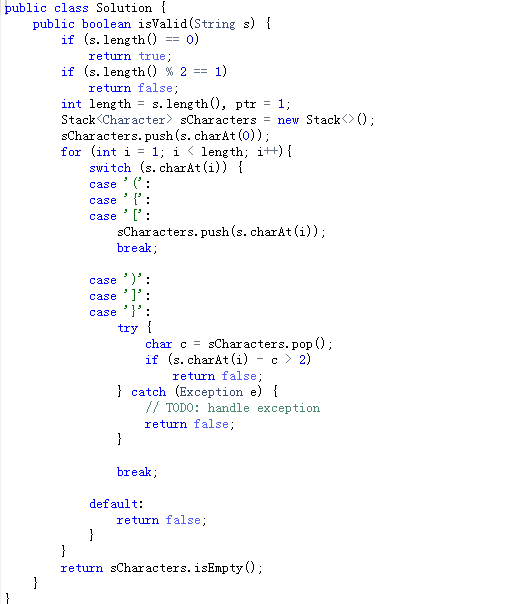 public class Solution {
    public boolean isValid(String s) {
        if (s.length() == 0)
            return true;
        if (s.length() % 2 == 1)
            return false;
        int length = s.length(), ptr = 1;
        Stack<Character> sCharacters = new Stack<>();
        sCharacters.push(s.charAt(0));
        for (int i = 1; i < length; i++){
            switch (s.charAt(i)) {
            case '(':
            case '{':
            case '[':
                sCharacters.push(s.charAt(i));
                break;

            case ')':
            case ']':
            case '}':
                try {
                    char c = sCharacters.pop();
                    if (s.charAt(i) - c > 2)
                        return false;
                } catch (Exception e) {
                    // TODO: handle exception
                    return false;
                }

                break;

            default:
                return false;
            }
        }
        return sCharacters.isEmpty();
    }
}